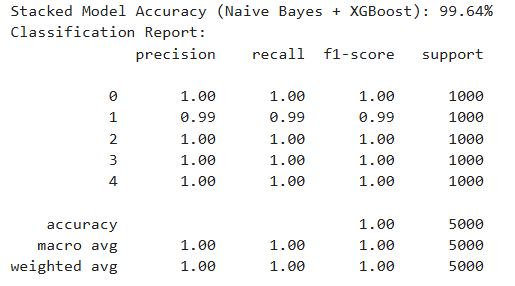 Stacked Model Accuracy (Naive Bayes + XGBoost): 99.64%
Classification Report:
precision recall f1-score support
0 1.00 1.00 1.00 1000
1 0.99 0.99 0.99 1000
2 1.00 1.00 1.00 1000
3 1.00 1.00 1.00 1000
4 1.00 1.00 1.00 1000
accuracy 1.00 5000
macro avg 1.00 1.00 1.00 5000
weighted avg 1.00 1.00 1.00 5000